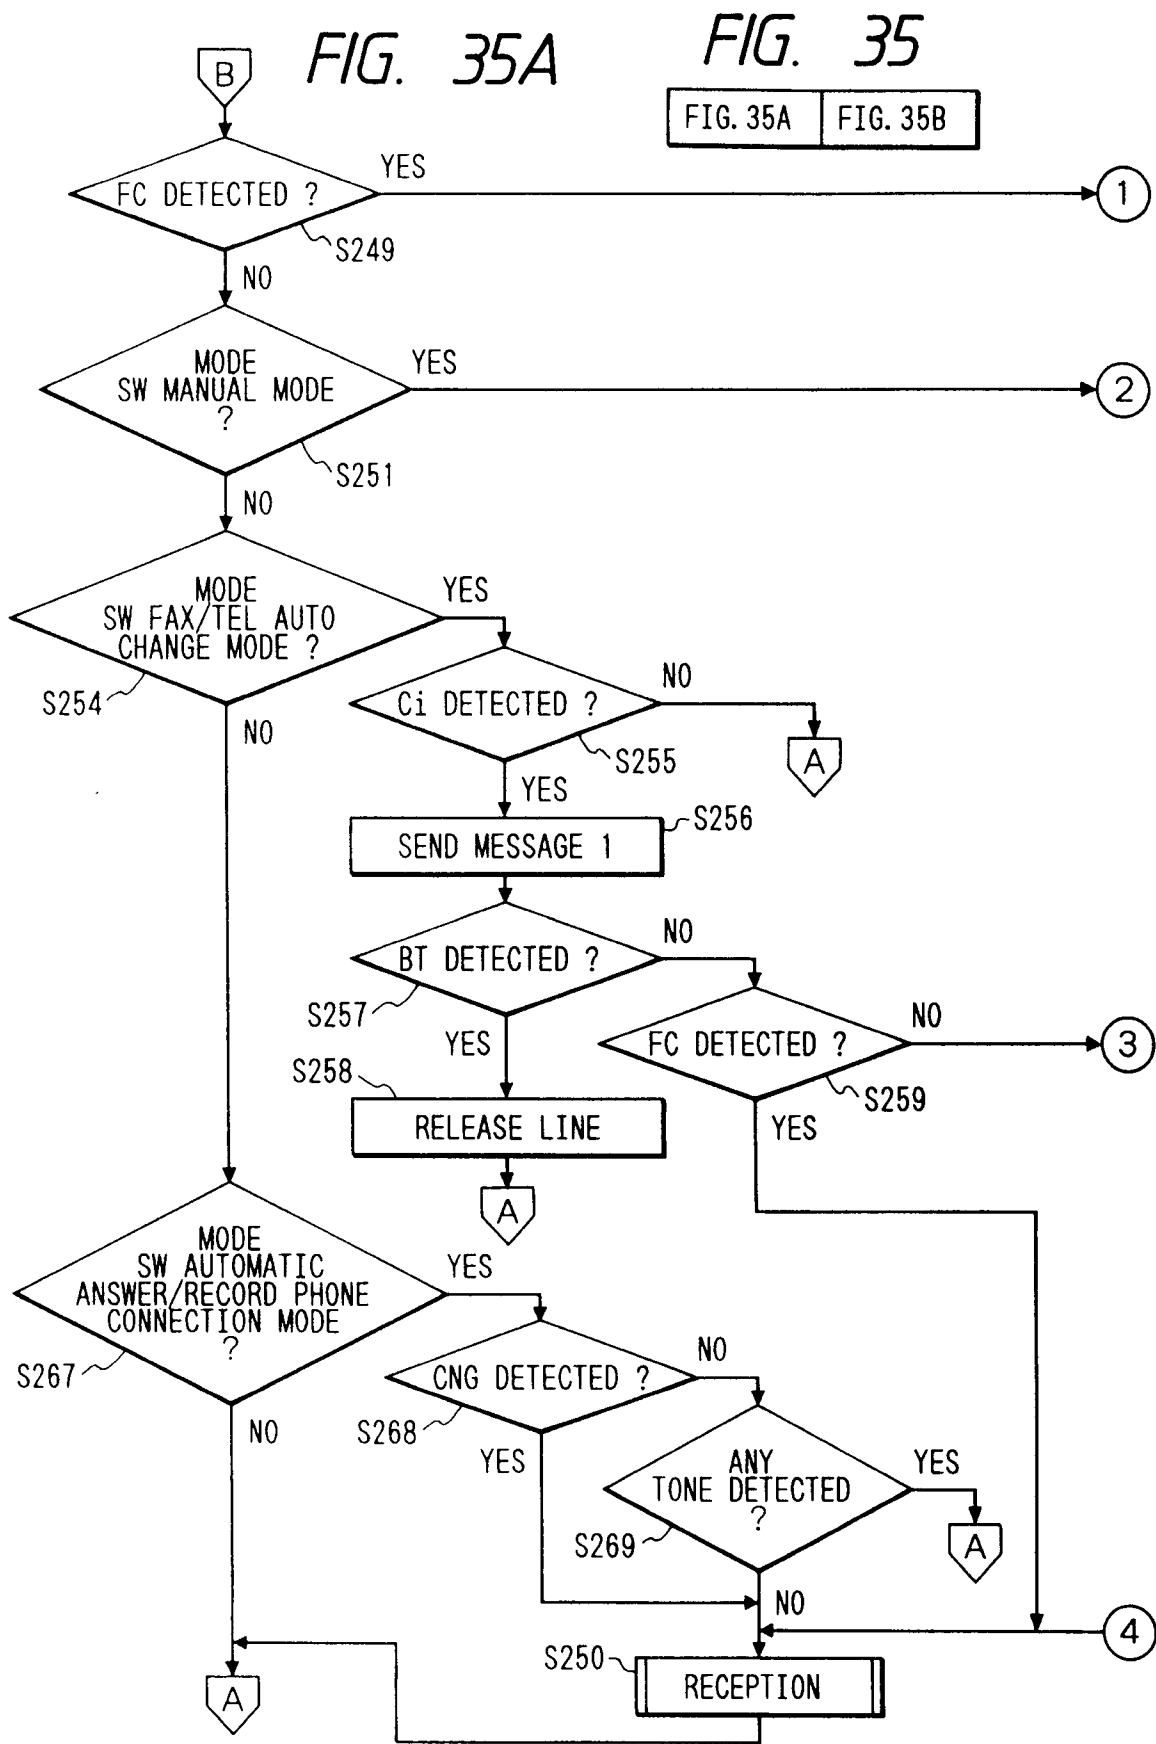 FIG. 35A
FIG. 35
FIG. 35A FIG. 35B
B
FC DETECTED ?
YES
1
S249
NO
MODE
SW MANUAL MODE
?
YES
2
S251
NO
MODE
SW FAX/TEL AUTO
CHANGE MODE ?
YES
S254
NO
Ci DETECTED ?
NO
A
S255
YES
S256
SEND MESSAGE 1
BT DETECTED ?
NO
S257
YES
FC DETECTED ?
NO
3
S259
YES
S258
RELEASE LINE
A
MODE
SW AUTOMATIC
ANSWER/RECORD PHONE
CONNECTION MODE
?
YES
S267
NO
CNG DETECTED ?
NO
S268
YES
ANY
TONE DETECTED
?
YES
A
S269
NO
4
S250
RECEPTION
A